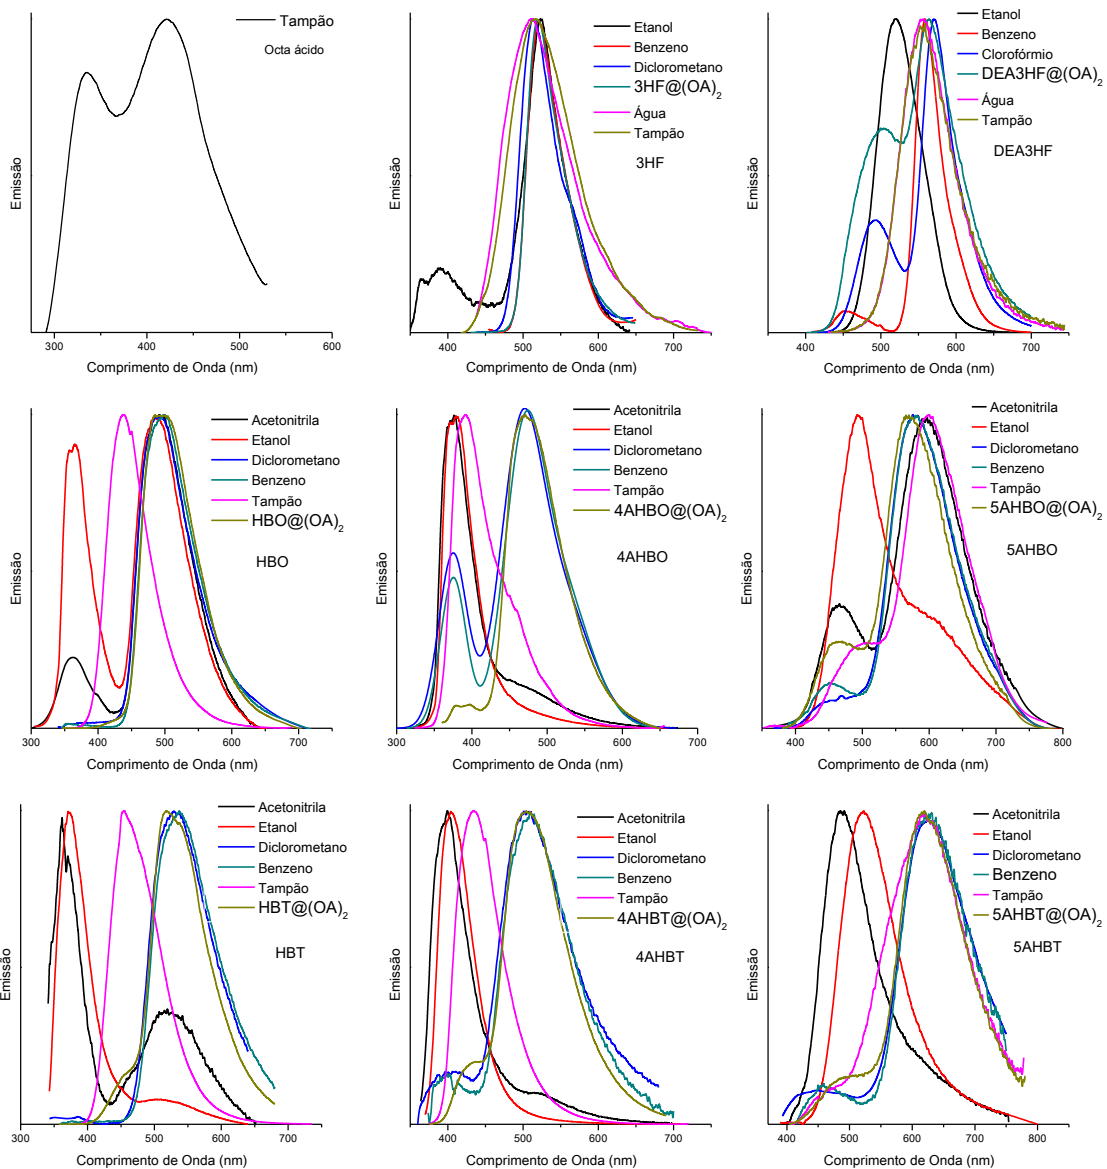 Tampão
Octa ácido
Emissão
300 400 500 600
Comprimento de Onda (nm)
Etanol
Benzeno
Diclorometano
3HF@(OA)2
Água
Tampão
3HF
Emissão
400 500 600 700
Comprimento de Onda (nm)
Etanol
Benzeno
Clorofórmio
DEA3HF@(OA)2
Água
Tampão
DEA3HF
Emissão
400 500 600 700
Comprimento de Onda (nm)
Acetonitrila
Etanol
Diclorometano
Benzeno
Tampão
HBO@(OA)2
HBO
Emissão
300 400 500 600 700
Comprimento de Onda (nm)
Acetonitrila
Etanol
Diclorometano
Benzeno
Tampão
4AHBO@(OA)2
4AHBO
Emissão
300 400 500 600 700
Comprimento de Onda (nm)
Acetonitrila
Etanol
Diclorometano
Benzeno
Tampão
5AHBO@(OA)2
5AHBO
Emissão
400 500 600 700 800
Comprimento de Onda (nm)
Acetonitrila
Etanol
Diclorometano
Benzeno
Tampão
HBT@(OA)2
HBT
Emissão
300 400 500 600 700
Comprimento de Onda (nm)
Acetonitrila
Etanol
Diclorometano
Benzeno
Tampão
4AHBT@(OA)2
4AHBT
Emissão
400 500 600 700
Comprimento de Onda (nm)
Acetonitrila
Etanol
Diclorometano
Benzeno
Tampão
5AHBT@(OA)2
5AHBT
Emissão
400 500 600 700 800
Comprimento de Onda (nm)